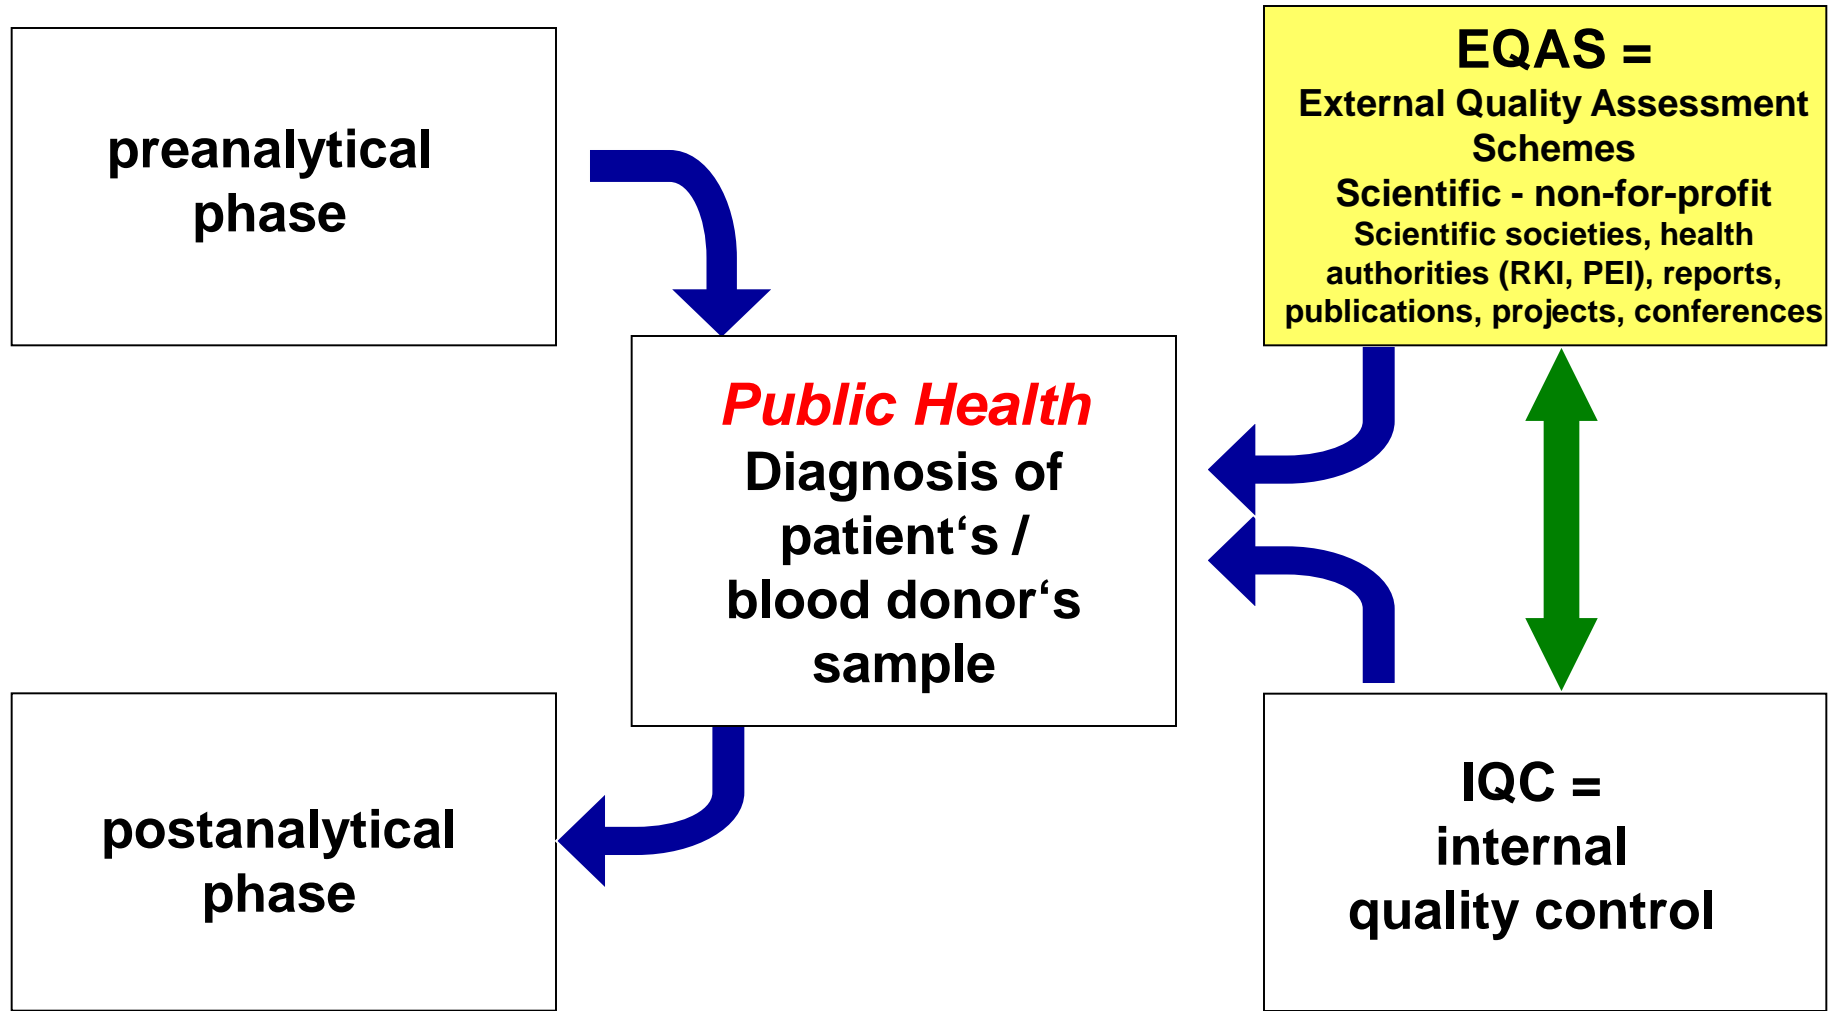 preanalytical
phase
EQAS =
External Quality Assessment
Schemes
Scientific - non-for-profit
Scientific societies, health
authorities (RKI, PEI), reports,
publications, projects, conferences
Public Health
Diagnosis of
patient‘s /
blood donor‘s
sample
postanalytical
phase
IQC =
internal
quality control